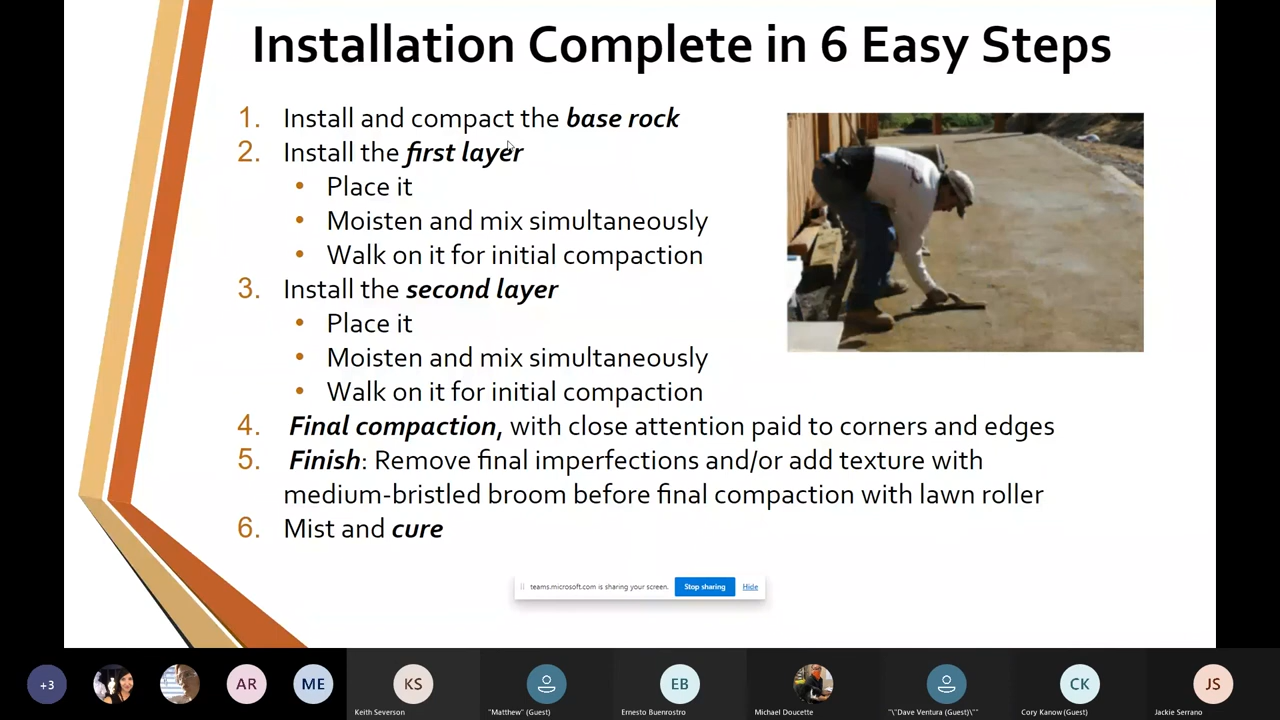 Installation Complete in 6 Easy Steps
1. Install and compact the base rock
2. Install the first layer
• Place it
• Moisten and mix simultaneously
• Walk on it for initial compaction
3. Install the second layer
• Place it
• Moisten and mix simultaneously
• Walk on it for initial compaction
4. Final compaction, with close attention paid to corners and edges
5. Finish: Remove final imperfections and/or add texture with
medium-bristled broom before final compaction with lawn roller
6. Mist and cure
teams.microsoft.com is sharing your screen. Stop sharing Hide
+3 AR ME KS EB CK JS
Keith Severson "Matthew" (Guest) Ernesto Buenrostro Michael Doucette "\"Dave Ventura (Guest)\"" Cory Kanow (Guest) Jackie Serrano